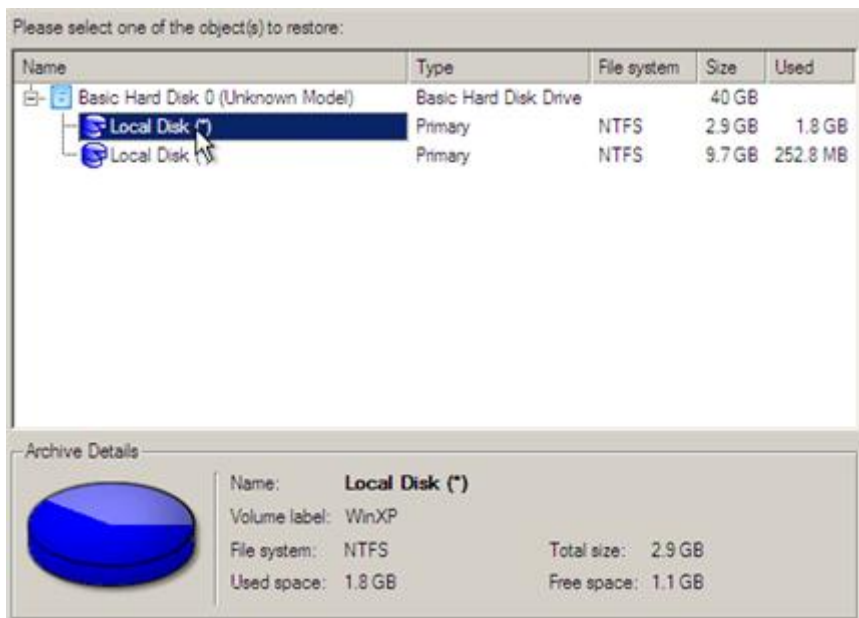 Please select one of the object(s) to restore:
Name Type File system Size Used
Basic Hard Disk 0 (Unknown Model) Basic Hard Disk Drive 40 GB
Local Disk (*) Primary NTFS 2.9 GB 1.8 GB
Local Disk Primary NTFS 9.7 GB 252.8 MB
Archive Details
Name: Local Disk (*)
Volume label: WinXP
File system: NTFS Total size: 2.9 GB
Used space: 1.8 GB Free space: 1.1 GB